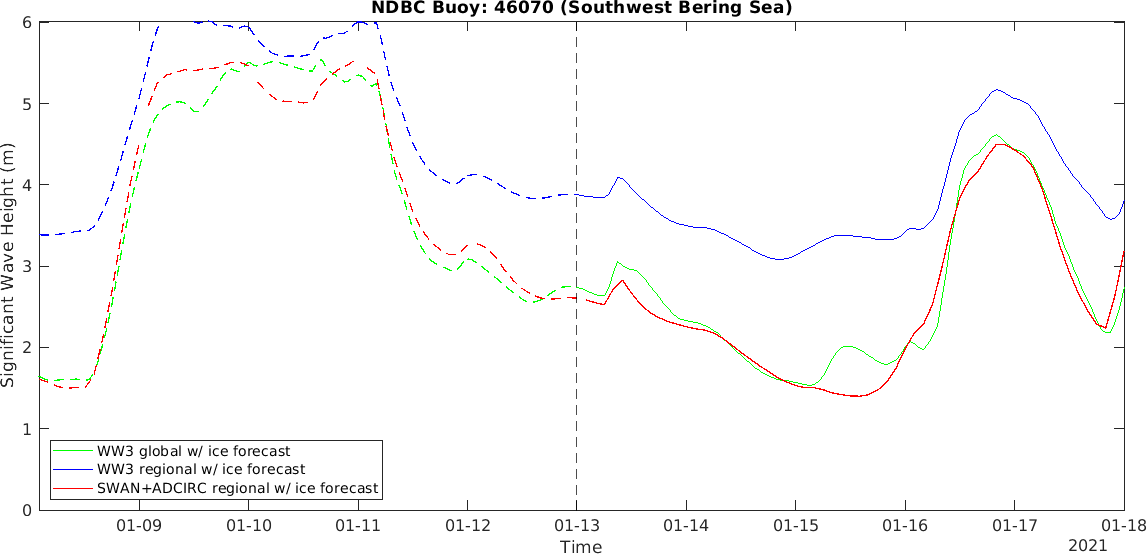 NDBC Buoy: 46070 (Southwest Bering Sea)
6
5
4
3
2
1
0
Significant Wave Height (m)
WW3 global w/ ice forecast
WW3 regional w/ ice forecast
SWAN+ADCIRC regional w/ ice forecast
01-09 01-10 01-11 01-12 01-13 01-14 01-15 01-16 01-17 01-18
Time
2021